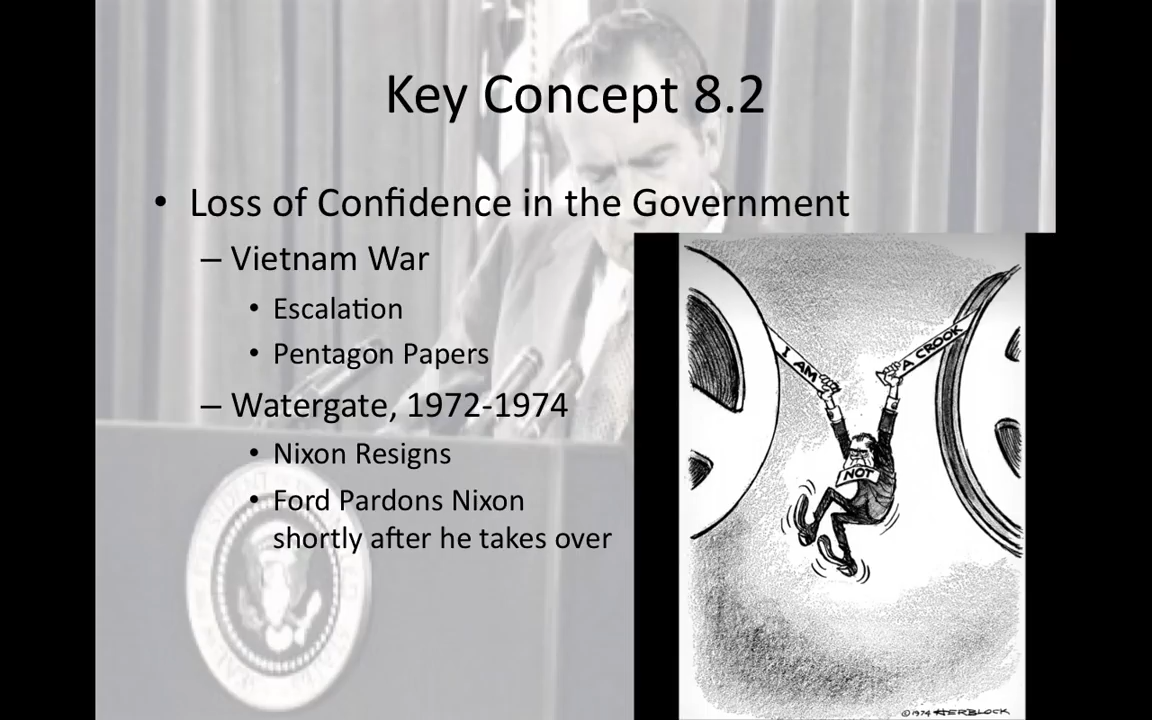 Key Concept 8.2
• Loss of Confidence in the Government
– Vietnam War
• Escalation
• Pentagon Papers
– Watergate, 1972-1974
• Nixon Resigns
• Ford Pardons Nixon
shortly after he takes over
I AM
A CROOK
NOT
©1974 HERBLOCK